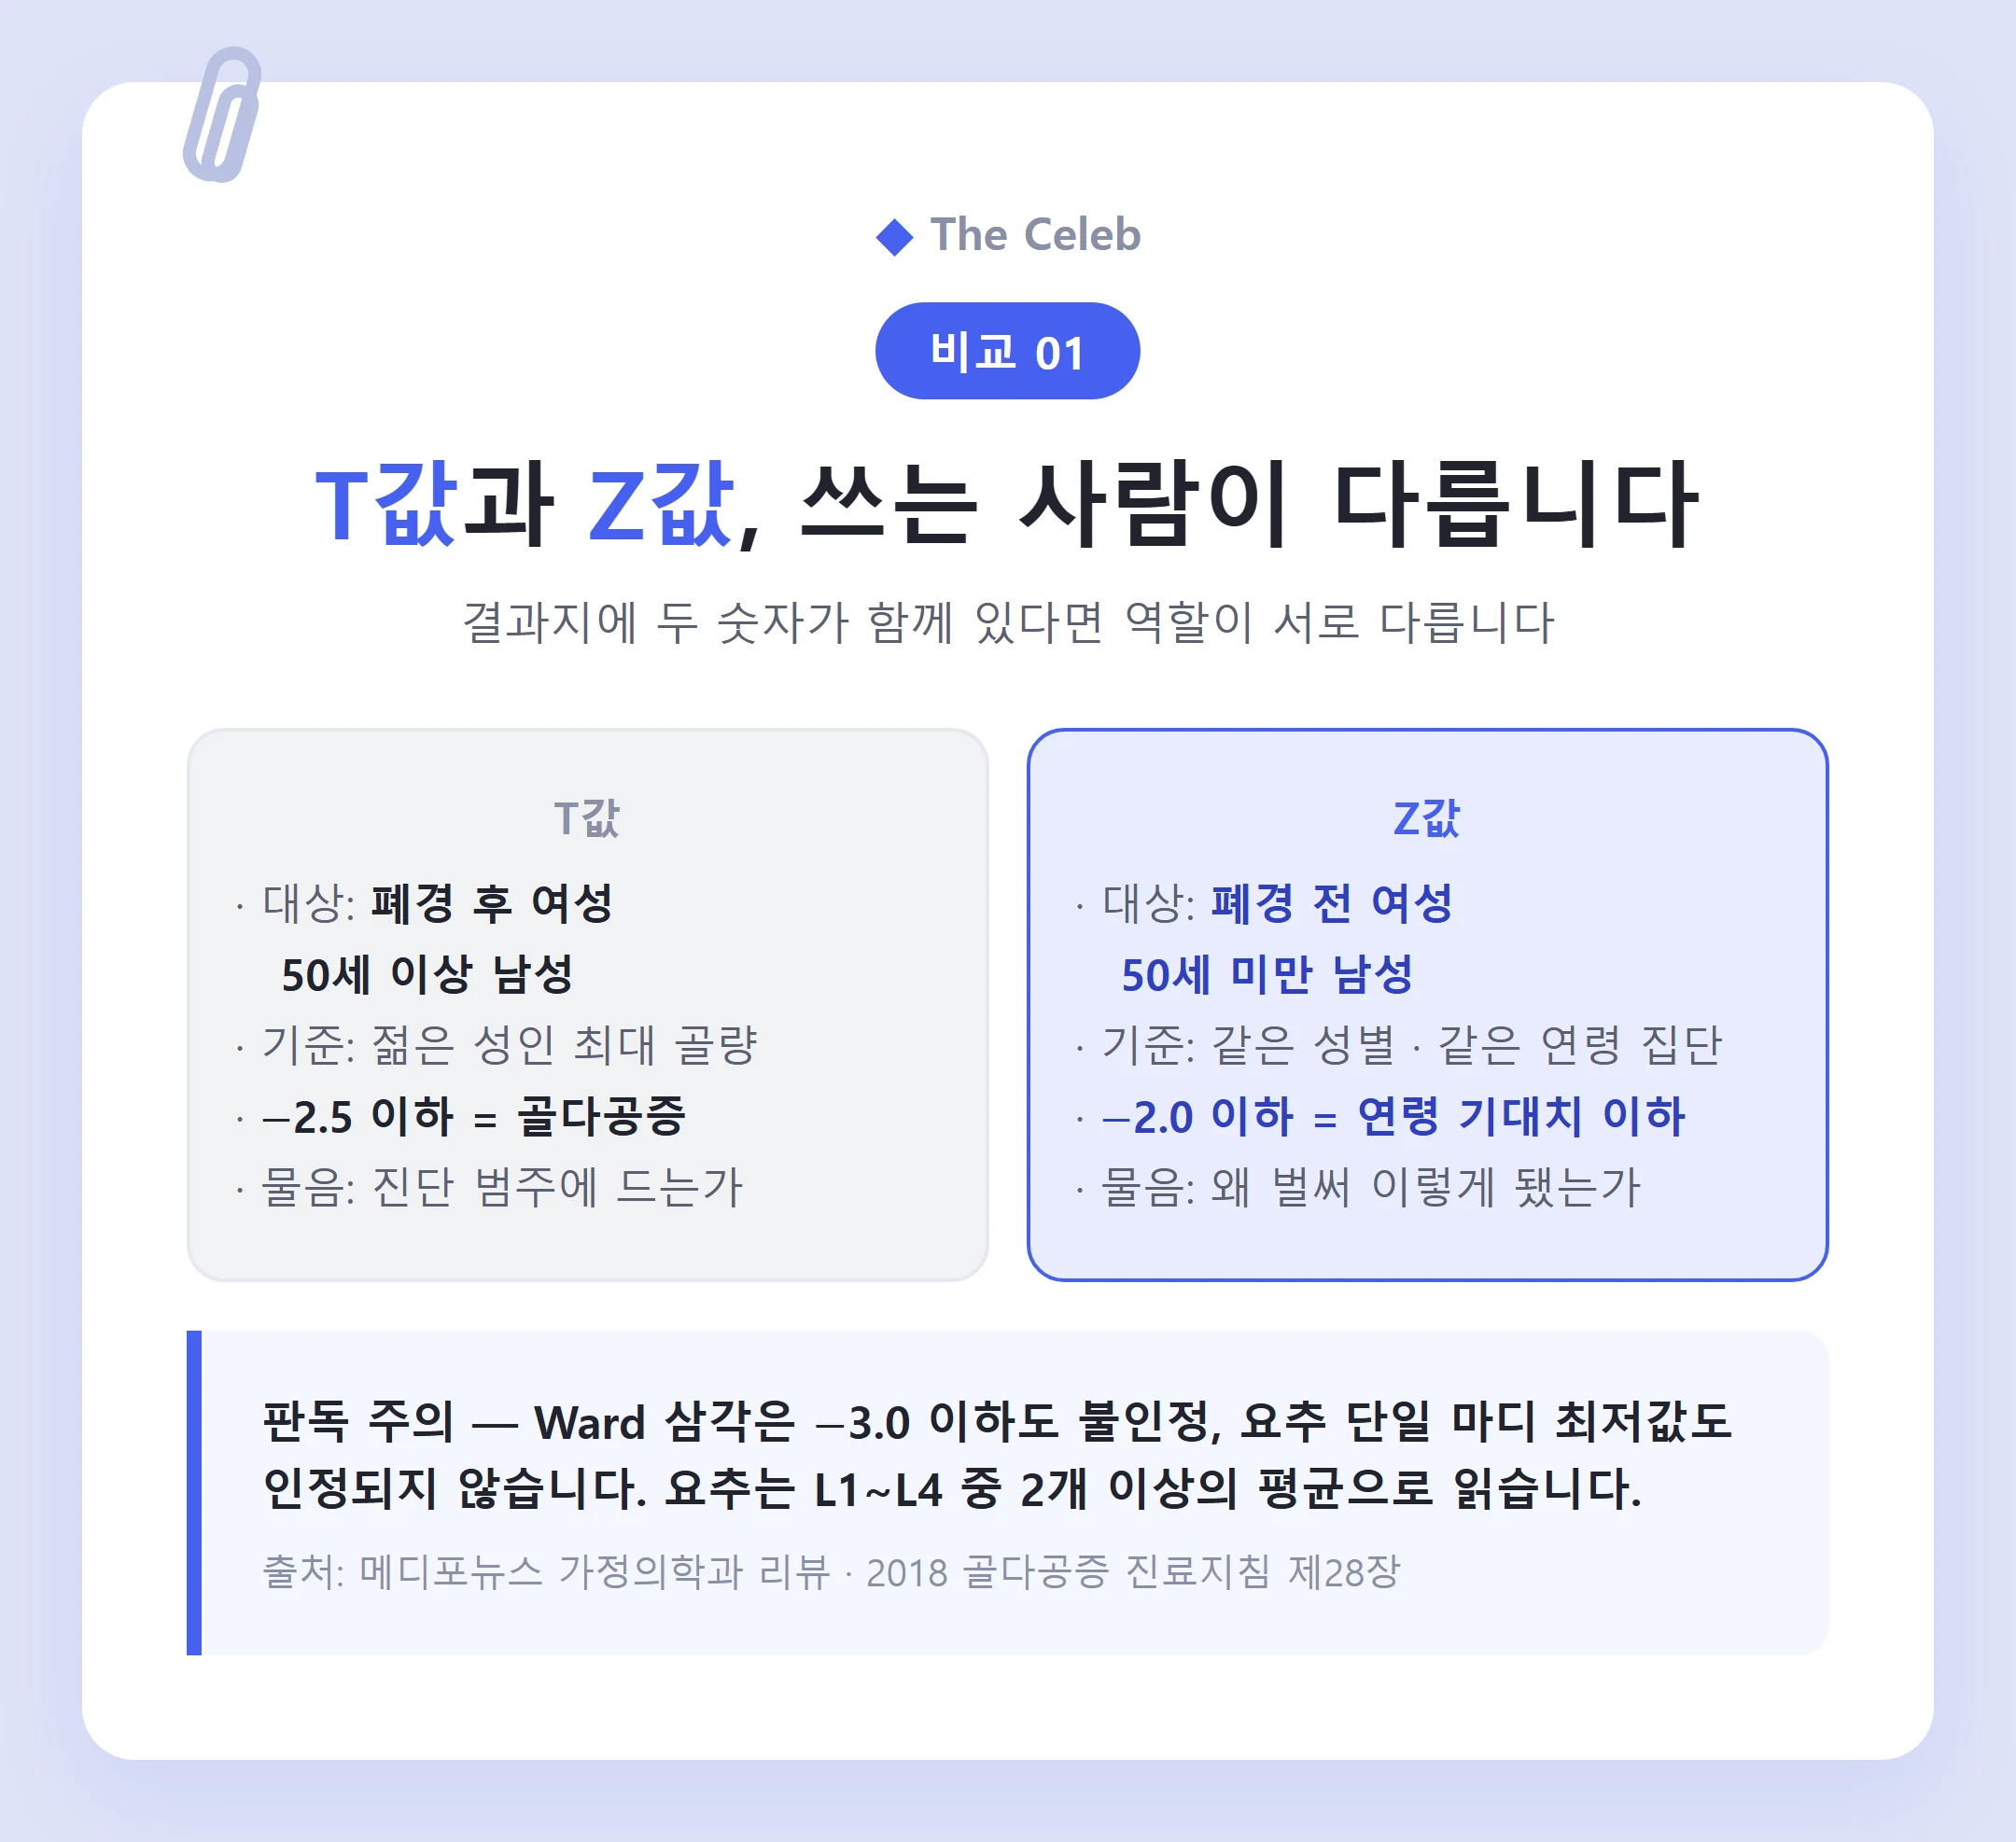 ◆ The Celeb
비교 01
T값과 Z값, 쓰는 사람이 다릅니다
결과지에 두 숫자가 함께 있다면 역할이 서로 다릅니다
T값
· 대상: 폐경 후 여성
50세 이상 남성
· 기준: 젊은 성인 최대 골량
· −2.5 이하 = 골다공증
· 물음: 진단 범주에 드는가
Z값
· 대상: 폐경 전 여성
50세 미만 남성
· 기준: 같은 성별 · 같은 연령 집단
· −2.0 이하 = 연령 기대치 이하
· 물음: 왜 벌써 이렇게 됐는가
판독 주의 — Ward 삼각은 −3.0 이하도 불인정, 요추 단일 마디 최저값도
인정되지 않습니다. 요추는 L1~L4 중 2개 이상의 평균으로 읽습니다.
출처: 메디포뉴스 가정의학과 리뷰 · 2018 골다공증 진료지침 제28장